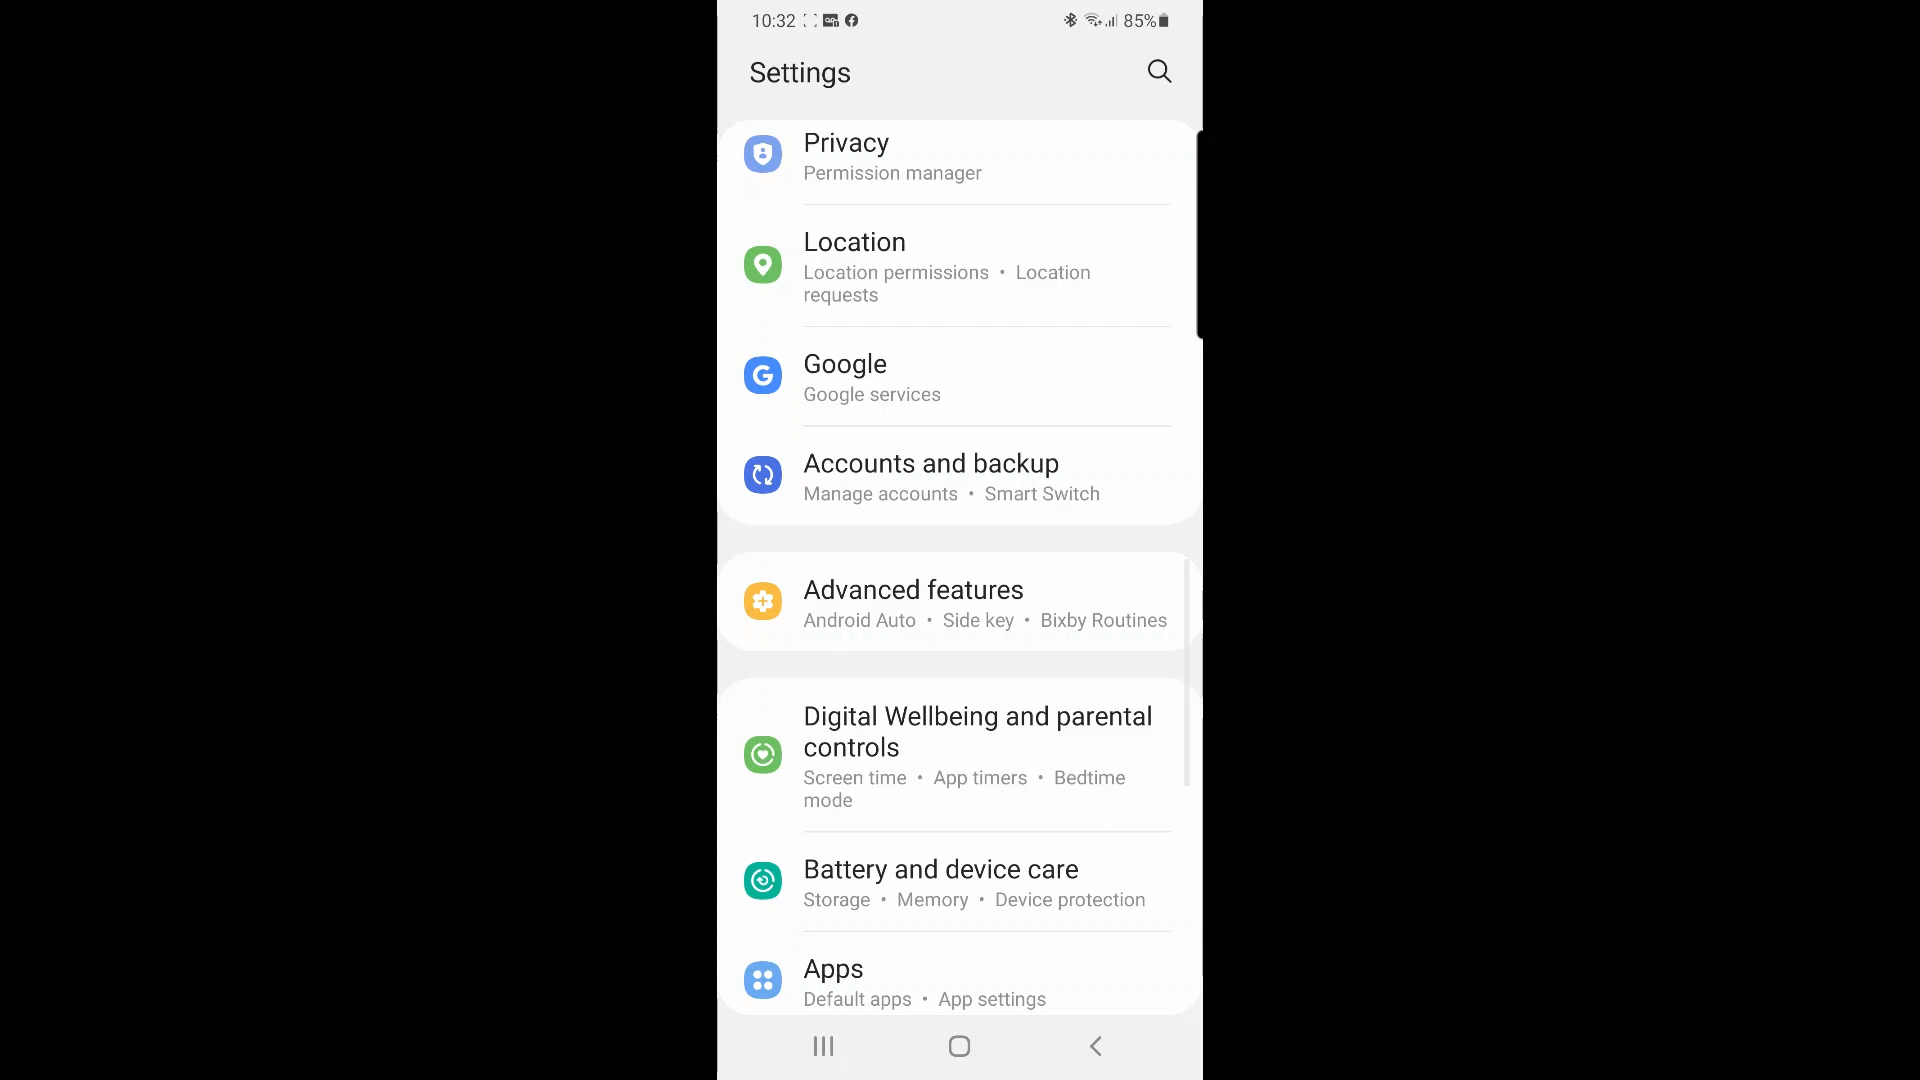 10:32 85%
Settings
Privacy
Permission manager
Location
Location permissions • Location
requests
Google
Google services
Accounts and backup
Manage accounts • Smart Switch
Advanced features
Android Auto • Side key • Bixby Routines
Digital Wellbeing and parental
controls
Screen time • App timers • Bedtime
mode
Battery and device care
Storage • Memory • Device protection
Apps
Default apps • App settings